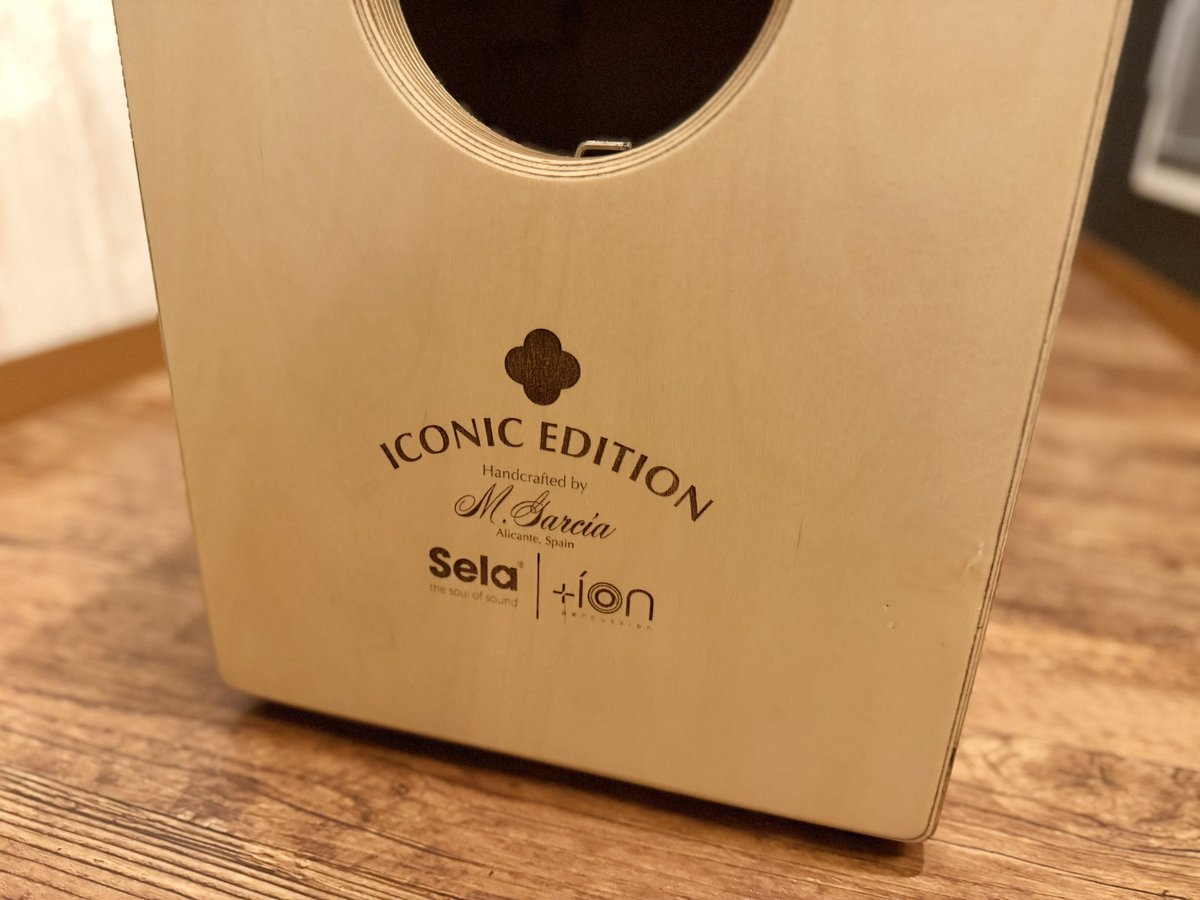 ICONIC EDITION
Handcrafted by
M. García
Alicante, Spain
Sela®
the soul of sound
+íon
percussion